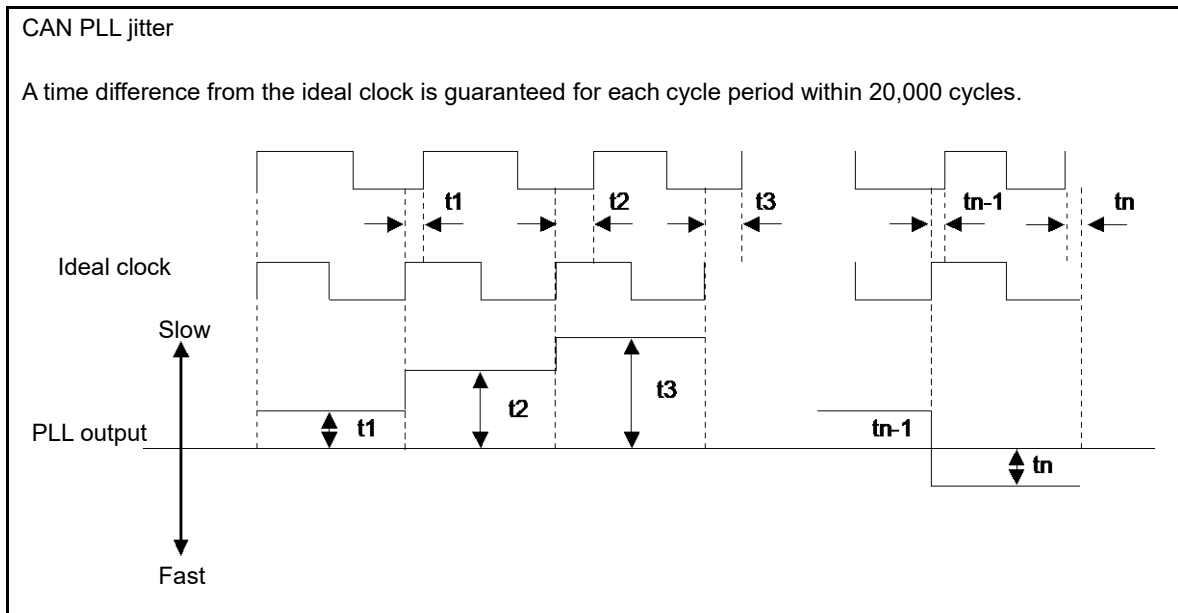 CAN PLL jitter
A time difference from the ideal clock is guaranteed for each cycle period within 20,000 cycles.
t1
t2
t3
tn-1
tn
Ideal clock
Slow
t1
t2
t3
PLL output
tn-1
tn
Fast